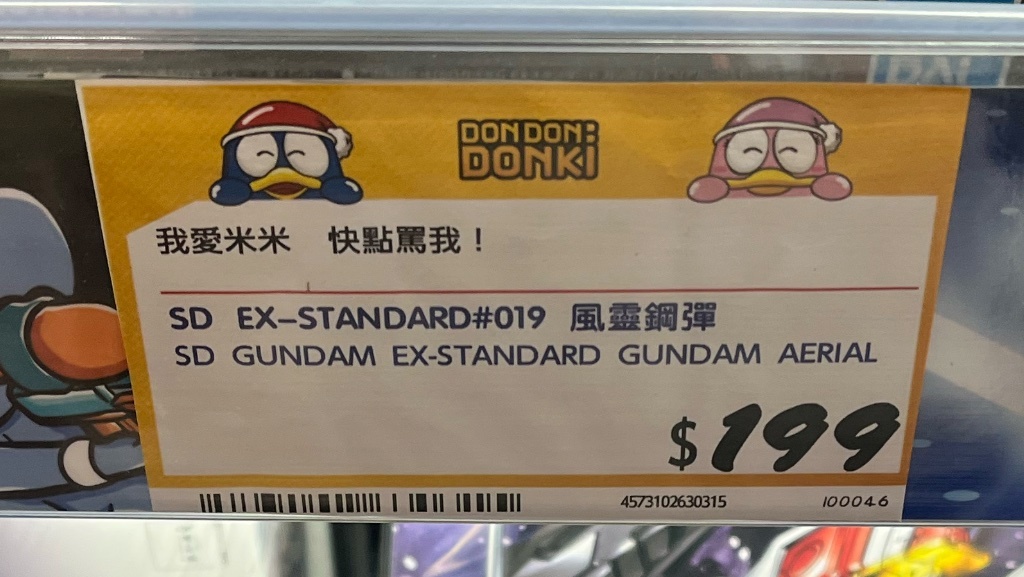 DON DON:
DONKI
我愛米米 快點罵我！
SD EX-STANDARD#019 風靈鋼彈
SD GUNDAM EX-STANDARD GUNDAM AERIAL
$199
4573102630315
100046